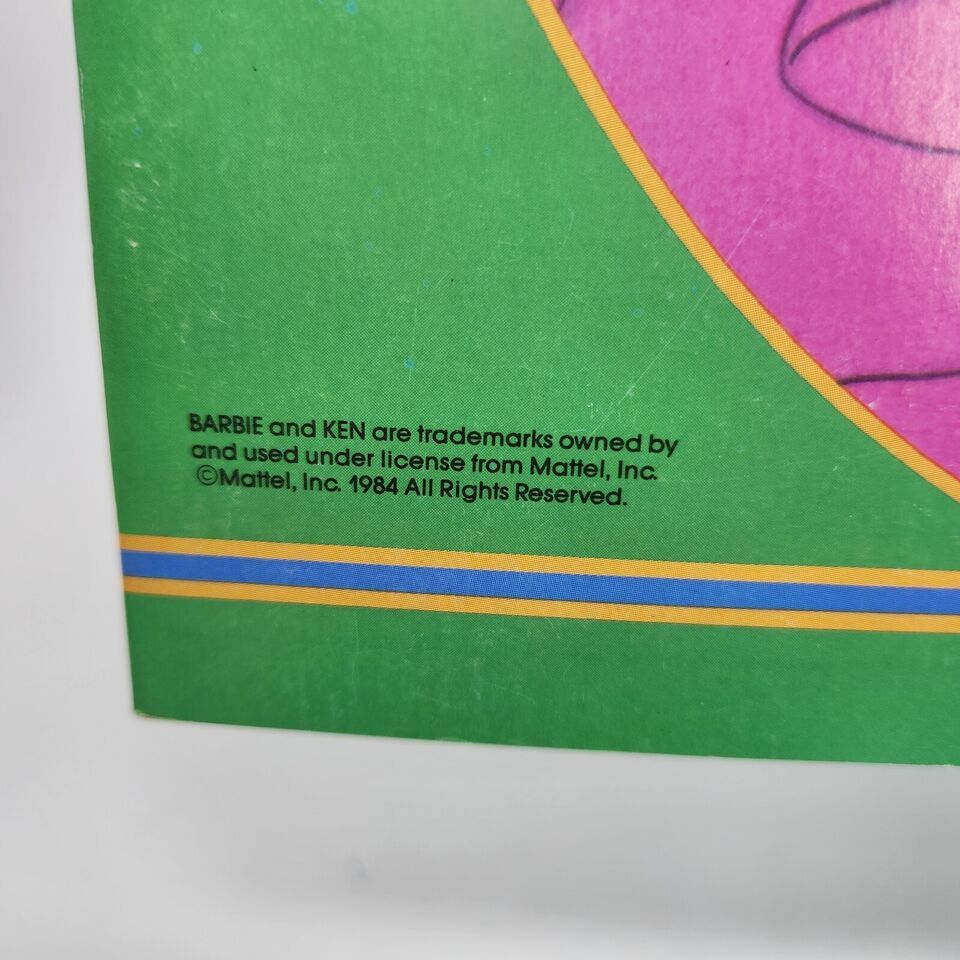 BARBIE and KEN are trademarks owned by
and used under license from Mattel, Inc.
©Mattel, Inc. 1984 All Rights Reserved.